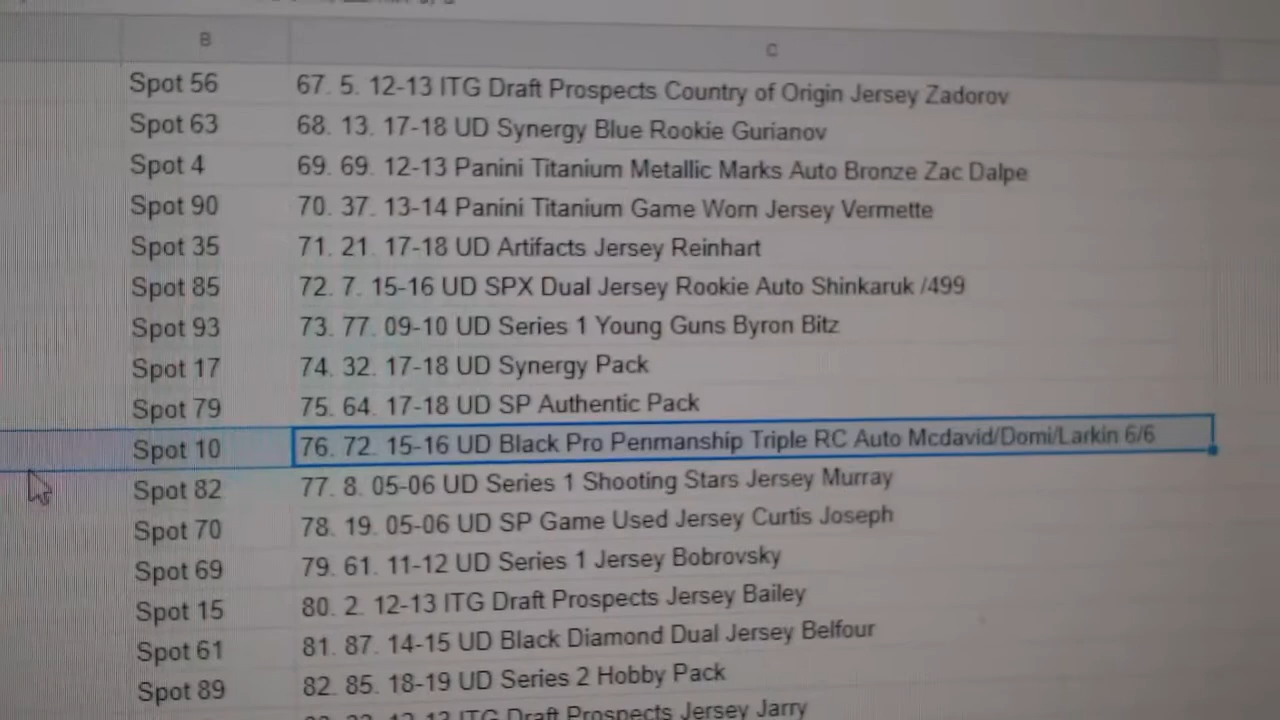 B C
Spot 56 67. 5. 12-13 ITG Draft Prospects Country of Origin Jersey Zadorov
Spot 63 68. 13. 17-18 UD Synergy Blue Rookie Gurianov
Spot 4 69. 69. 12-13 Panini Titanium Metallic Marks Auto Bronze Zac Dalpe
Spot 90 70. 37. 13-14 Panini Titanium Game Worn Jersey Vermette
Spot 35 71. 21. 17-18 UD Artifacts Jersey Reinhart
Spot 85 72. 7. 15-16 UD SPX Dual Jersey Rookie Auto Shinkaruk /499
Spot 93 73. 77. 09-10 UD Series 1 Young Guns Byron Bitz
Spot 17 74. 32. 17-18 UD Synergy Pack
Spot 79 75. 64. 17-18 UD SP Authentic Pack
Spot 10 76. 72. 15-16 UD Black Pro Penmanship Triple RC Auto Mcdavid/Domi/Larkin 6/6
Spot 82 77. 8. 05-06 UD Series 1 Shooting Stars Jersey Murray
Spot 70 78. 19. 05-06 UD SP Game Used Jersey Curtis Joseph
Spot 69 79. 61. 11-12 UD Series 1 Jersey Bobrovsky
Spot 15 80. 2. 12-13 ITG Draft Prospects Jersey Bailey
Spot 61 81. 87. 14-15 UD Black Diamond Dual Jersey Belfour
Spot 89 82. 85. 18-19 UD Series 2 Hobby Pack
ITG Draft Prospects Jersey Jarry